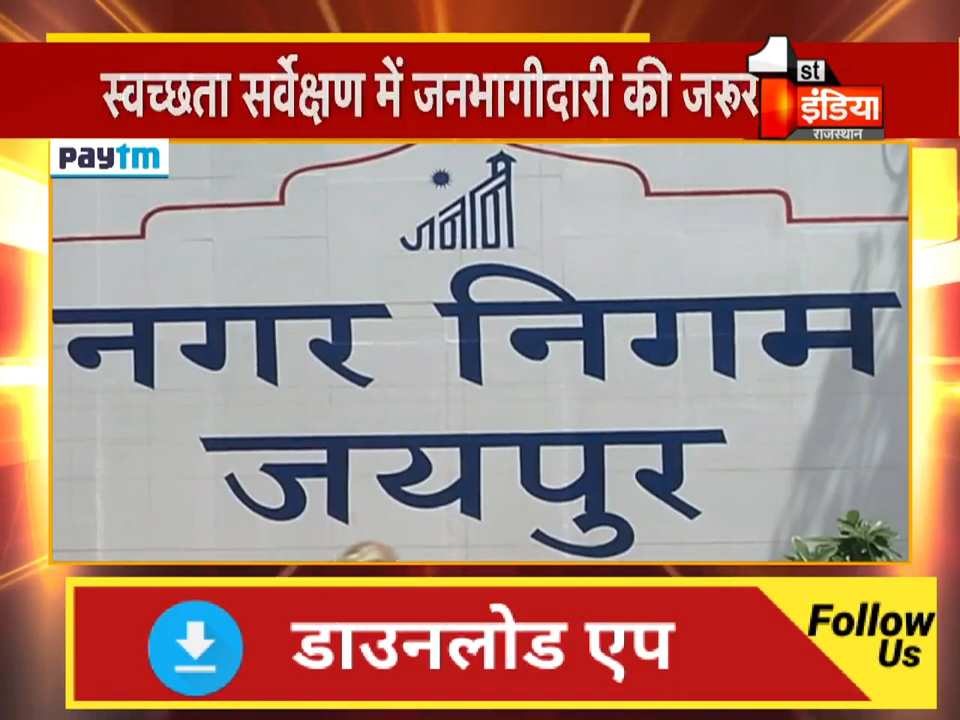 स्वच्छता सर्वेक्षण में जनभागीदारी की जरूर
1st
इंडिया
राजस्थान
paytm
जनानि
नगर निगम
जयपुर
डाउनलोड एप
Follow
Us